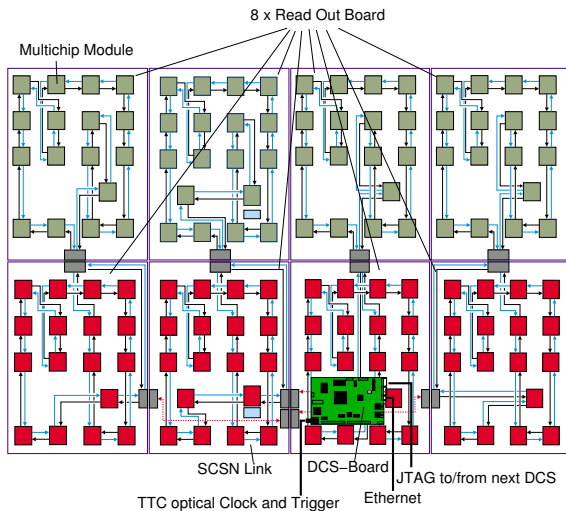 8 x Read Out Board
Multichip Module
SCSN Link
DCS−Board
JTAG to/from next DCS
TTC optical Clock and Trigger
Ethernet